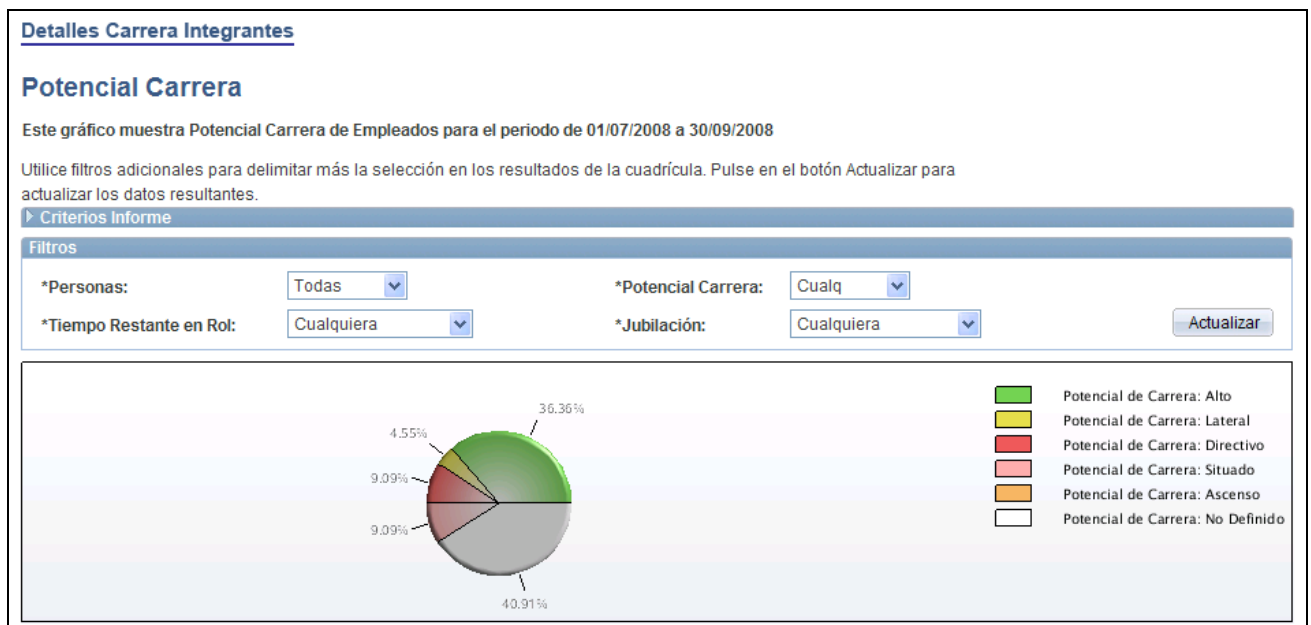 Detalles Carrera Integrantes
Potencial Carrera
Este gráfico muestra Potencial Carrera de Empleados para el periodo de 01/07/2008 a 30/09/2008
Utilice filtros adicionales para delimitar más la selección en los resultados de la cuadrícula. Pulse en el botón Actualizar para
actualizar los datos resultantes.
Criterios Informe
Filtros
*Personas: Todas *Potencial Carrera: Cualq
*Tiempo Restante en Rol: Cualquiera *Jubilación: Cualquiera Actualizar
36.36%
4.55%
9.09%
9.09%
40.91%
Potencial de Carrera: Alto
Potencial de Carrera: Lateral
Potencial de Carrera: Directivo
Potencial de Carrera: Situado
Potencial de Carrera: Ascenso
Potencial de Carrera: No Definido